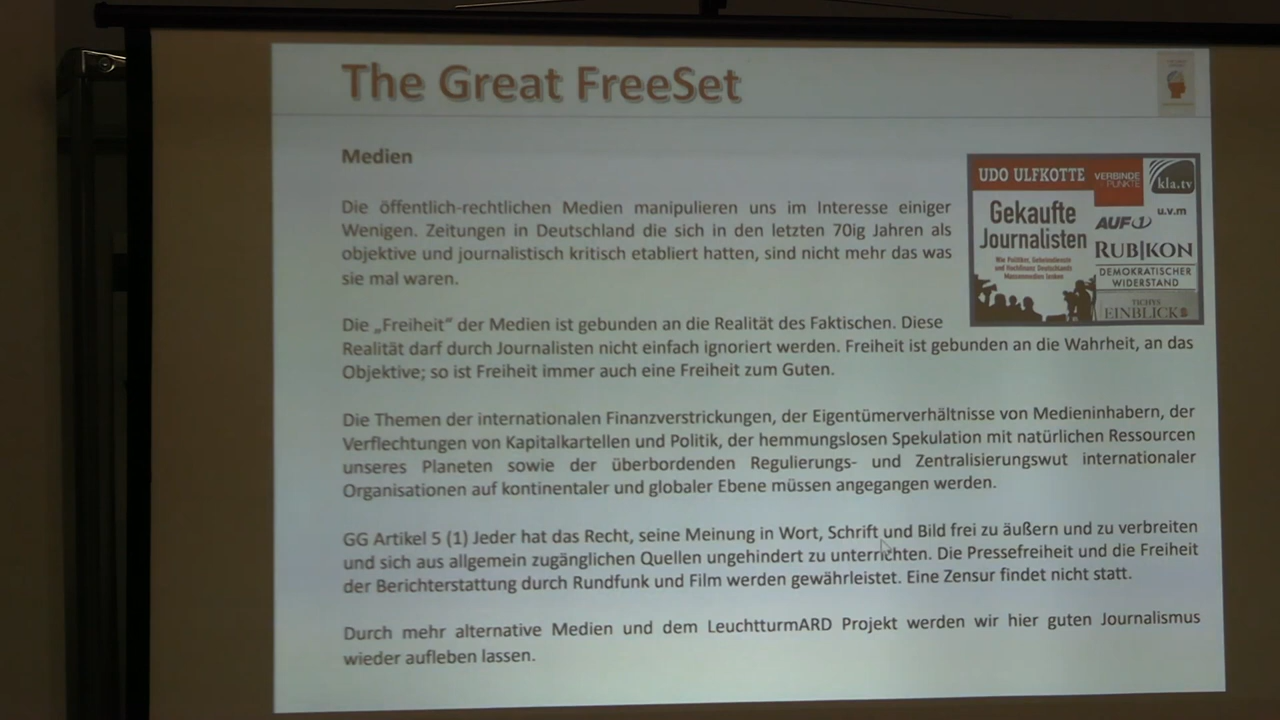 The Great FreeSet
Medien
Die öffentlich-rechtlichen Medien manipulieren uns im Interesse einiger
Wenigen. Zeitungen in Deutschland die sich in den letzten 70ig Jahren als
objektive und journalistisch kritisch etabliert hatten, sind nicht mehr das was
sie mal waren.
Die „Freiheit“ der Medien ist gebunden an die Realität des Faktischen. Diese
Realität darf durch Journalisten nicht einfach ignoriert werden. Freiheit ist gebunden an die Wahrheit, an das
Objektive; so ist Freiheit immer auch eine Freiheit zum Guten.
Die Themen der internationalen Finanzverstrickungen, der Eigentümerverhältnisse von Medieninhabern, der
Verflechtungen von Kapitalkartellen und Politik, der hemmungslosen Spekulation mit natürlichen Ressourcen
unseres Planeten sowie der überbordenden Regulierungs- und Zentralisierungswut internationaler
Organisationen auf kontinentaler und globaler Ebene müssen angegangen werden.
GG Artikel 5 (1) Jeder hat das Recht, seine Meinung in Wort, Schrift und Bild frei zu äußern und zu verbreiten
und sich aus allgemein zugänglichen Quellen ungehindert zu unterrichten. Die Pressefreiheit und die Freiheit
der Berichterstattung durch Rundfunk und Film werden gewährleistet. Eine Zensur findet nicht statt.
Durch mehr alternative Medien und dem LeuchtturmARD Projekt werden wir hier guten Journalismus
wieder aufleben lassen.
UDO ULFKOTTE
Gekaufte
Journalisten
Wie Politiker, Geheimdienste
und Hochfinanz Deutschlands
Massenmedien lenken
VERBINDE
PUNKTE
kla.tv
AUF1
u.v.m
RUB|KON
DEMOKRATISCHER
WIDERSTAND
TICHYS
EINBLICK